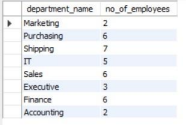 department_name no_of_employees
Marketing 2
Purchasing 6
Shipping 7
IT 5
Sales 6
Executive 3
Finance 6
Accounting 2